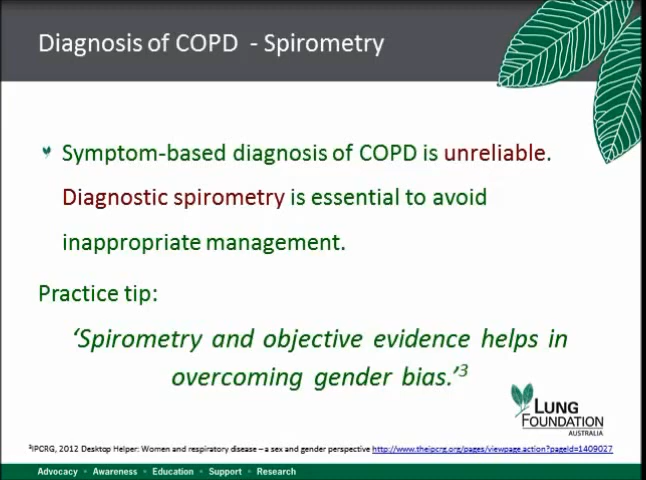 Diagnosis of COPD - Spirometry
Symptom-based diagnosis of COPD is unreliable.
Diagnostic spirometry is essential to avoid
inappropriate management.
Practice tip:
‘Spirometry and objective evidence helps in
overcoming gender bias.’3
LUNG
FOUNDATION
AUSTRALIA
3IPCRG, 2012 Desktop Helper: Women and respiratory disease – a sex and gender perspective http://www.theipcrg.org/pages/viewpage.action?pageId=1409027
Advocacy • Awareness • Education • Support • Research